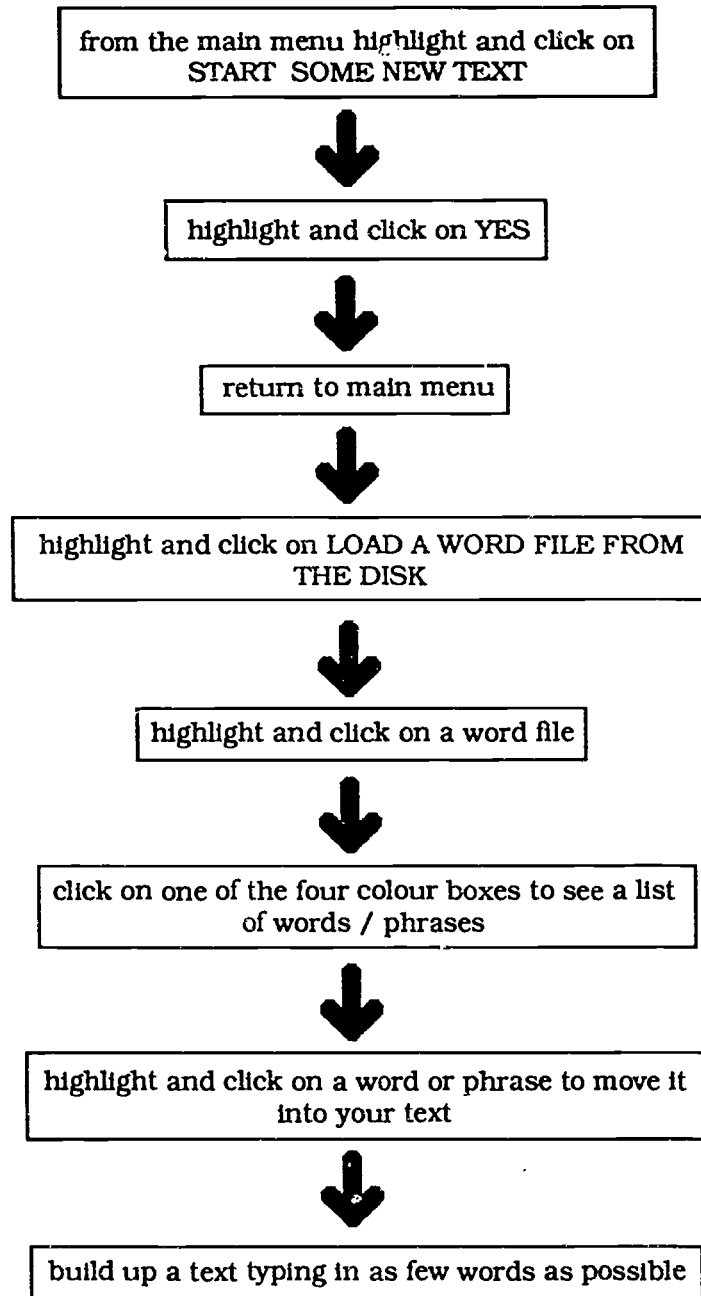 from the main menu highlight and click on
START SOME NEW TEXT
highlight and click on YES
return to main menu
highlight and click on LOAD A WORD FILE FROM
THE DISK
highlight and click on a word file
click on one of the four colour boxes to see a list
of words / phrases
highlight and click on a word or phrase to move it
into your text
build up a text typing in as few words as possible